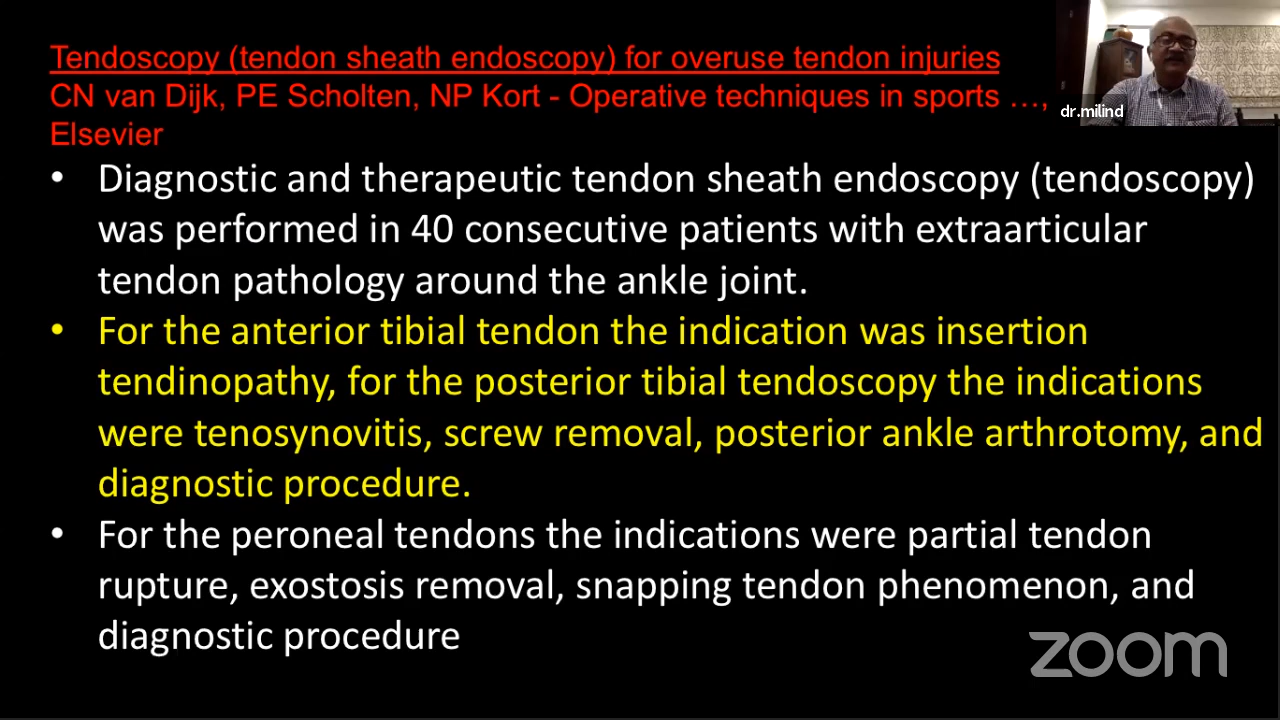 Tendoscopy (tendon sheath endoscopy) for overuse tendon injuries
CN van Dijk, PE Scholten, NP Kort - Operative techniques in sports …,
Elsevier
• Diagnostic and therapeutic tendon sheath endoscopy (tendoscopy)
was performed in 40 consecutive patients with extraarticular
tendon pathology around the ankle joint.
• For the anterior tibial tendon the indication was insertion
tendinopathy, for the posterior tibial tendoscopy the indications
were tenosynovitis, screw removal, posterior ankle arthrotomy, and
diagnostic procedure.
• For the peroneal tendons the indications were partial tendon
rupture, exostosis removal, snapping tendon phenomenon, and
diagnostic procedure
dr.milind
zoom